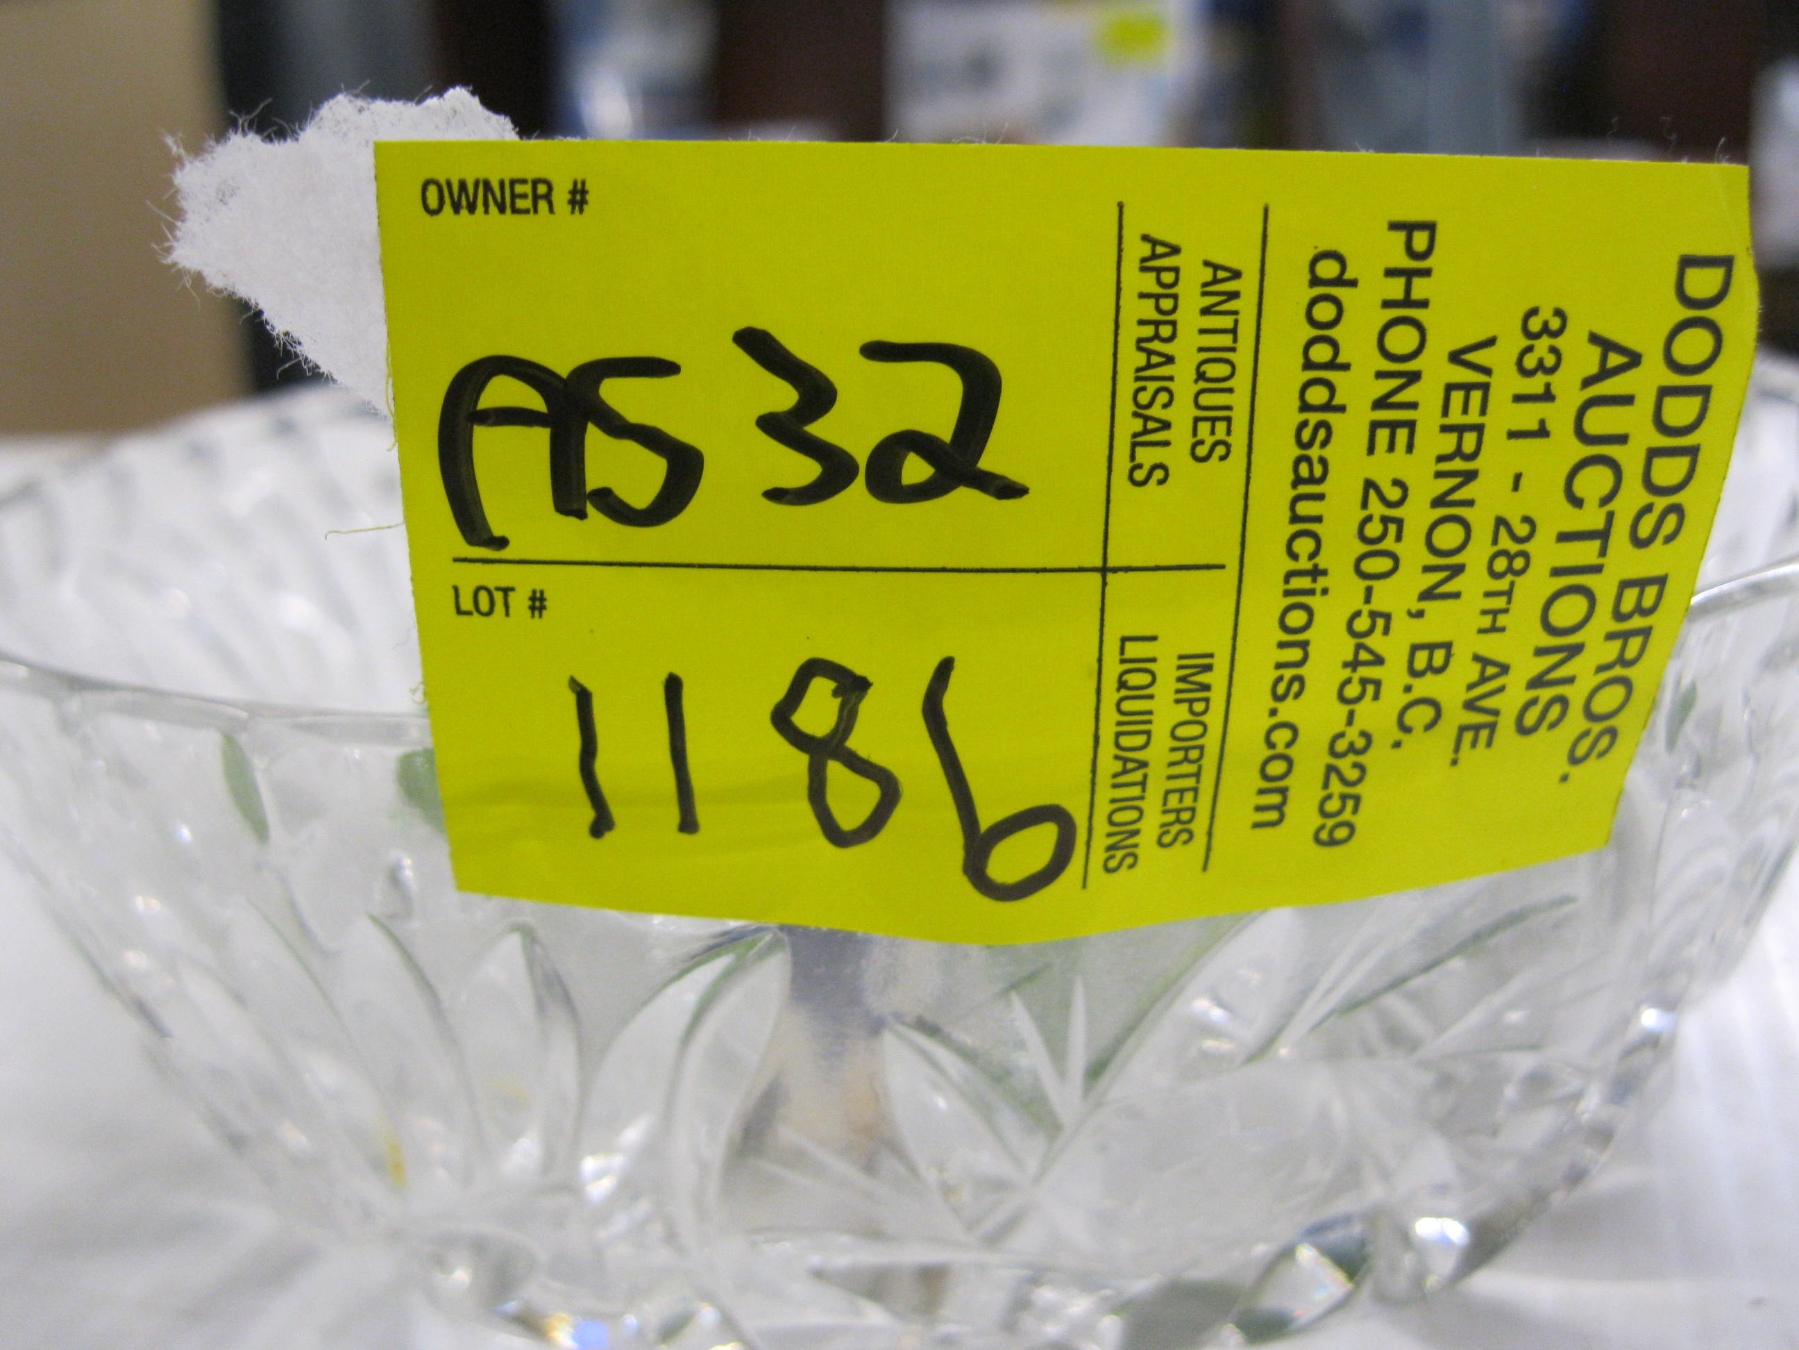 OWNER #
AS32
LOT #
1186
ANTIQUES
APPRAISALS
IMPORTERS
LIQUIDATIONS
DODDS BROS.
AUCTIONS
3311 - 28TH AVE.
VERNON, B.C.
PHONE 250-545-3259
doddsauctions.com